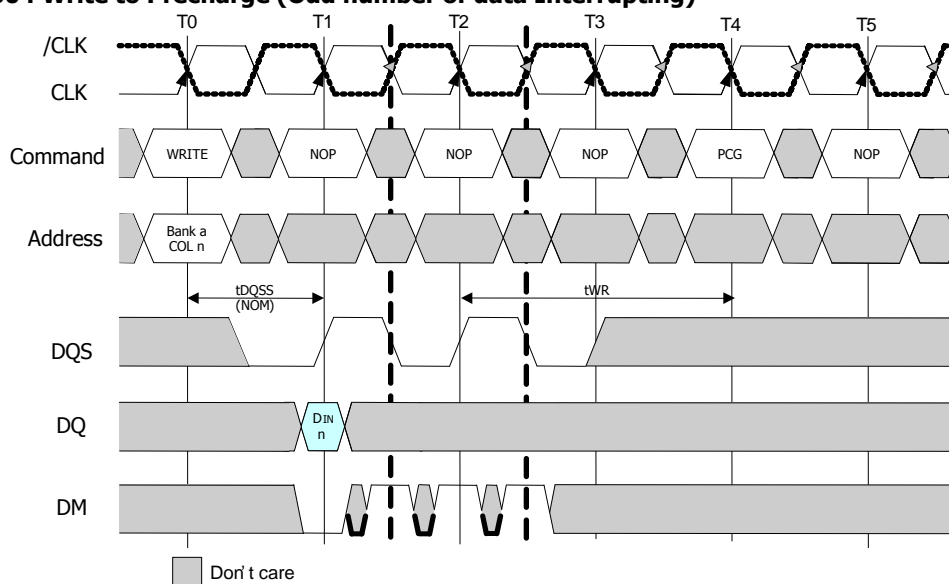 Write to Precharge (Odd number of data Interrupting)
T0 T1 T2 T3 T4 T5
/CLK
CLK
Command WRITE NOP NOP NOP PCG NOP
Address Bank a
COL n
tDQSS
(NOM)
tWR
DQS
DQ DIN
n
DM
Don't care